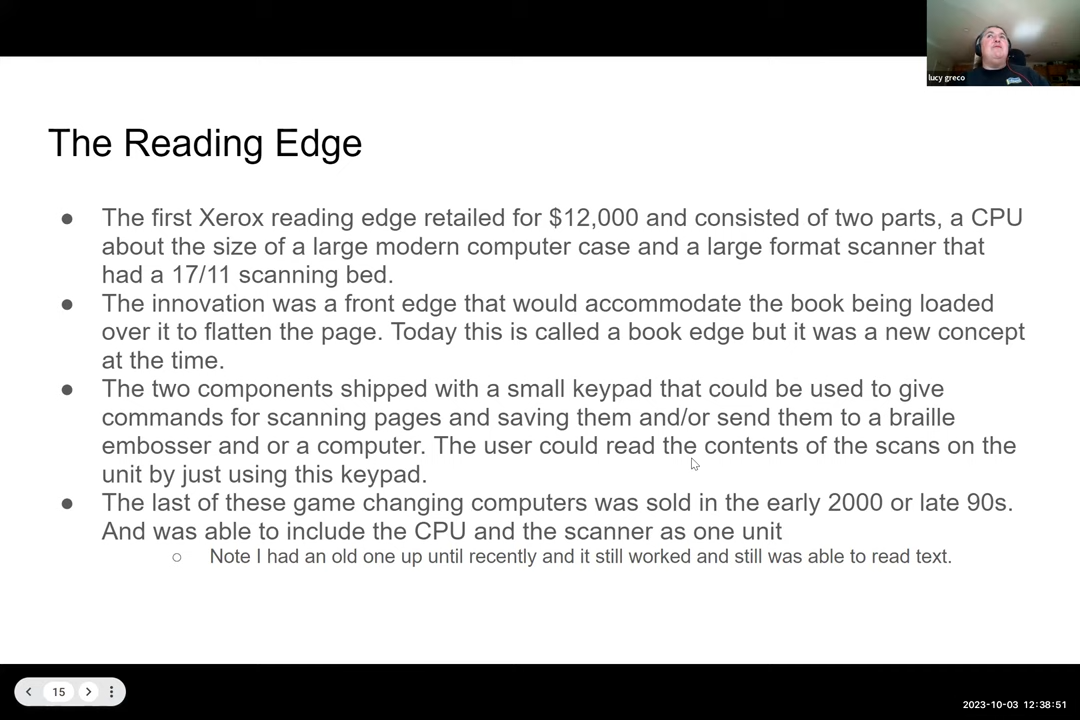 lucy greco
The Reading Edge
● The first Xerox reading edge retailed for $12,000 and consisted of two parts, a CPU
about the size of a large modern computer case and a large format scanner that
had a 17/11 scanning bed.
● The innovation was a front edge that would accommodate the book being loaded
over it to flatten the page. Today this is called a book edge but it was a new concept
at the time.
● The two components shipped with a small keypad that could be used to give
commands for scanning pages and saving them and/or send them to a braille
embosser and or a computer. The user could read the contents of the scans on the
unit by just using this keypad.
● The last of these game changing computers was sold in the early 2000 or late 90s.
And was able to include the CPU and the scanner as one unit
○ Note I had an old one up until recently and it still worked and still was able to read text.
15
2023-10-03 12:38:51